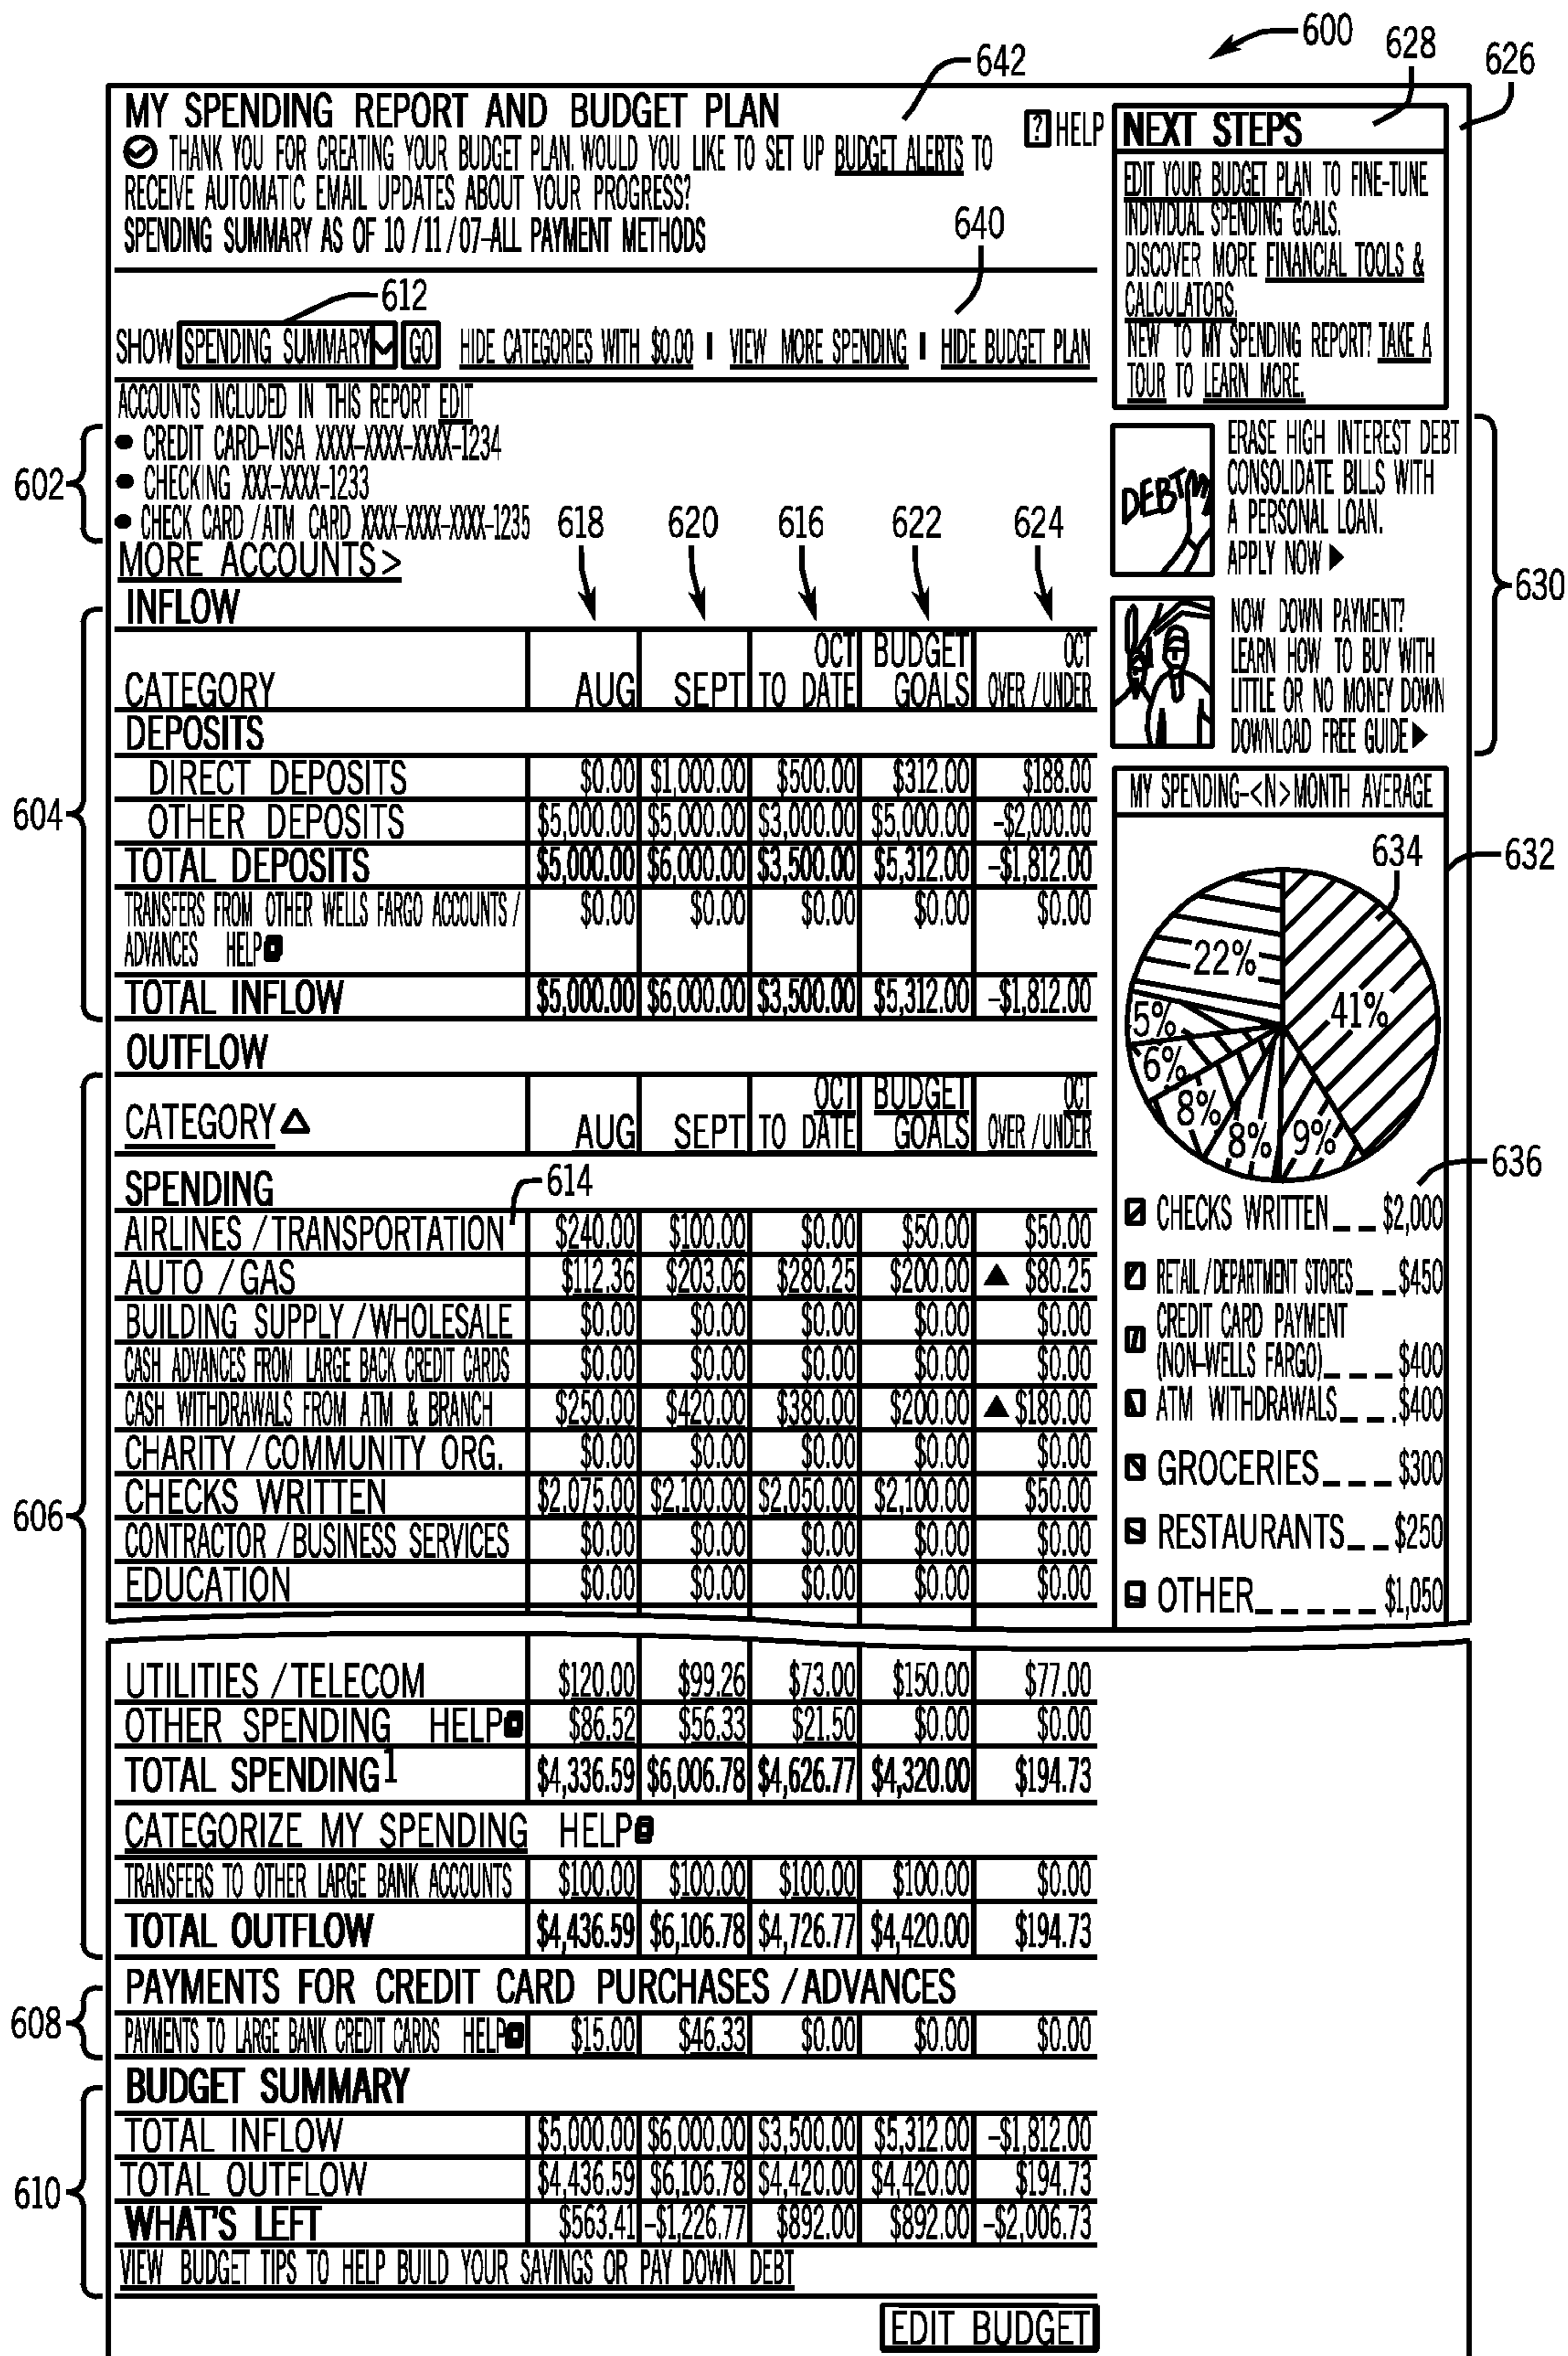 600
642
628
626
MY SPENDING REPORT AND BUDGET PLAN
THANK YOU FOR CREATING YOUR BUDGET PLAN. WOULD YOU LIKE TO SET UP BUDGET ALERTS TO
RECEIVE AUTOMATIC EMAIL UPDATES ABOUT YOUR PROGRESS?
SPENDING SUMMARY AS OF 10 /11 /07-ALL PAYMENT METHODS
? HELP
640
612
SHOW SPENDING SUMMARY GO HIDE CATEGORIES WITH $0.00 | VIEW MORE SPENDING | HIDE BUDGET PLAN
ACCOUNTS INCLUDED IN THIS REPORT EDIT
602
• CREDIT CARD-VISA XXXX-XXXX-XXXX-1234
• CHECKING XXX-XXXX-1233
• CHECK CARD /ATM CARD XXXX-XXXX-XXXX-1235
MORE ACCOUNTS>
618 620 616 622 624
604
INFLOW
CATEGORY AUG SEPT OCT TO DATE BUDGET GOALS OCT OVER /UNDER
DEPOSITS
DIRECT DEPOSITS $0.00 $1,000.00 $500.00 $312.00 $188.00
OTHER DEPOSITS $5,000.00 $5,000.00 $3,000.00 $5,000.00 -$2,000.00
TOTAL DEPOSITS $5,000.00 $6,000.00 $3,500.00 $5,312.00 -$1,812.00
TRANSFERS FROM OTHER WELLS FARGO ACCOUNTS / $0.00 $0.00 $0.00 $0.00 $0.00
ADVANCES HELP
TOTAL INFLOW $5,000.00 $6,000.00 $3,500.00 $5,312.00 -$1,812.00
606
OUTFLOW
CATEGORY AUG SEPT OCT TO DATE BUDGET GOALS OCT OVER /UNDER
SPENDING
614
AIRLINES /TRANSPORTATION $240.00 $100.00 $0.00 $50.00 $50.00
AUTO /GAS $112.36 $203.06 $280.25 $200.00 ▲ $80.25
BUILDING SUPPLY /WHOLESALE $0.00 $0.00 $0.00 $0.00 $0.00
CASH ADVANCES FROM LARGE BACK CREDIT CARDS $0.00 $0.00 $0.00 $0.00 $0.00
CASH WITHDRAWALS FROM ATM & BRANCH $250.00 $420.00 $380.00 $200.00 ▲ $180.00
CHARITY /COMMUNITY ORG. $0.00 $0.00 $0.00 $0.00 $0.00
CHECKS WRITTEN $2,075.00 $2,100.00 $2,050.00 $2,100.00 $50.00
CONTRACTOR /BUSINESS SERVICES $0.00 $0.00 $0.00 $0.00 $0.00
EDUCATION $0.00 $0.00 $0.00 $0.00 $0.00
UTILITIES /TELECOM $120.00 $99.26 $73.00 $150.00 $77.00
OTHER SPENDING HELP $86.52 $56.33 $21.50 $0.00 $0.00
TOTAL SPENDING1 $4,336.59 $6,006.78 $4,626.77 $4,320.00 $194.73
CATEGORIZE MY SPENDING HELP
TRANSFERS TO OTHER LARGE BANK ACCOUNTS $100.00 $100.00 $100.00 $100.00 $0.00
TOTAL OUTFLOW $4,436.59 $6,106.78 $4,726.77 $4,420.00 $194.73
608
PAYMENTS FOR CREDIT CARD PURCHASES /ADVANCES
PAYMENTS TO LARGE BANK CREDIT CARDS HELP $15.00 $46.33 $0.00 $0.00 $0.00
610
BUDGET SUMMARY
TOTAL INFLOW $5,000.00 $6,000.00 $3,500.00 $5,312.00 -$1,812.00
TOTAL OUTFLOW $4,436.59 $6,106.78 $4,420.00 $4,420.00 $194.73
WHAT'S LEFT $563.41 -$1,226.77 $892.00 $892.00 -$2,006.73
VIEW BUDGET TIPS TO HELP BUILD YOUR SAVINGS OR PAY DOWN DEBT
EDIT BUDGET
NEXT STEPS
EDIT YOUR BUDGET PLAN TO FINE-TUNE
INDIVIDUAL SPENDING GOALS.
DISCOVER MORE FINANCIAL TOOLS &
CALCULATORS.
NEW TO MY SPENDING REPORT? TAKE A
TOUR TO LEARN MORE.
630
DEBT
ERASE HIGH INTEREST DEBT
CONSOLIDATE BILLS WITH
A PERSONAL LOAN.
APPLY NOW ▶
NOW DOWN PAYMENT?
LEARN HOW TO BUY WITH
LITTLE OR NO MONEY DOWN
DOWNLOAD FREE GUIDE ▶
MY SPENDING-<N>MONTH AVERAGE
634
632
22%
41%
5%
6%
8%
8%
9%
636
CHECKS WRITTEN__$2,000
RETAIL /DEPARTMENT STORES__$450
CREDIT CARD PAYMENT
(NON-WELLS FARGO)___$400
ATM WITHDRAWALS__.$400
GROCERIES___$300
RESTAURANTS__$250
OTHER______$1,050